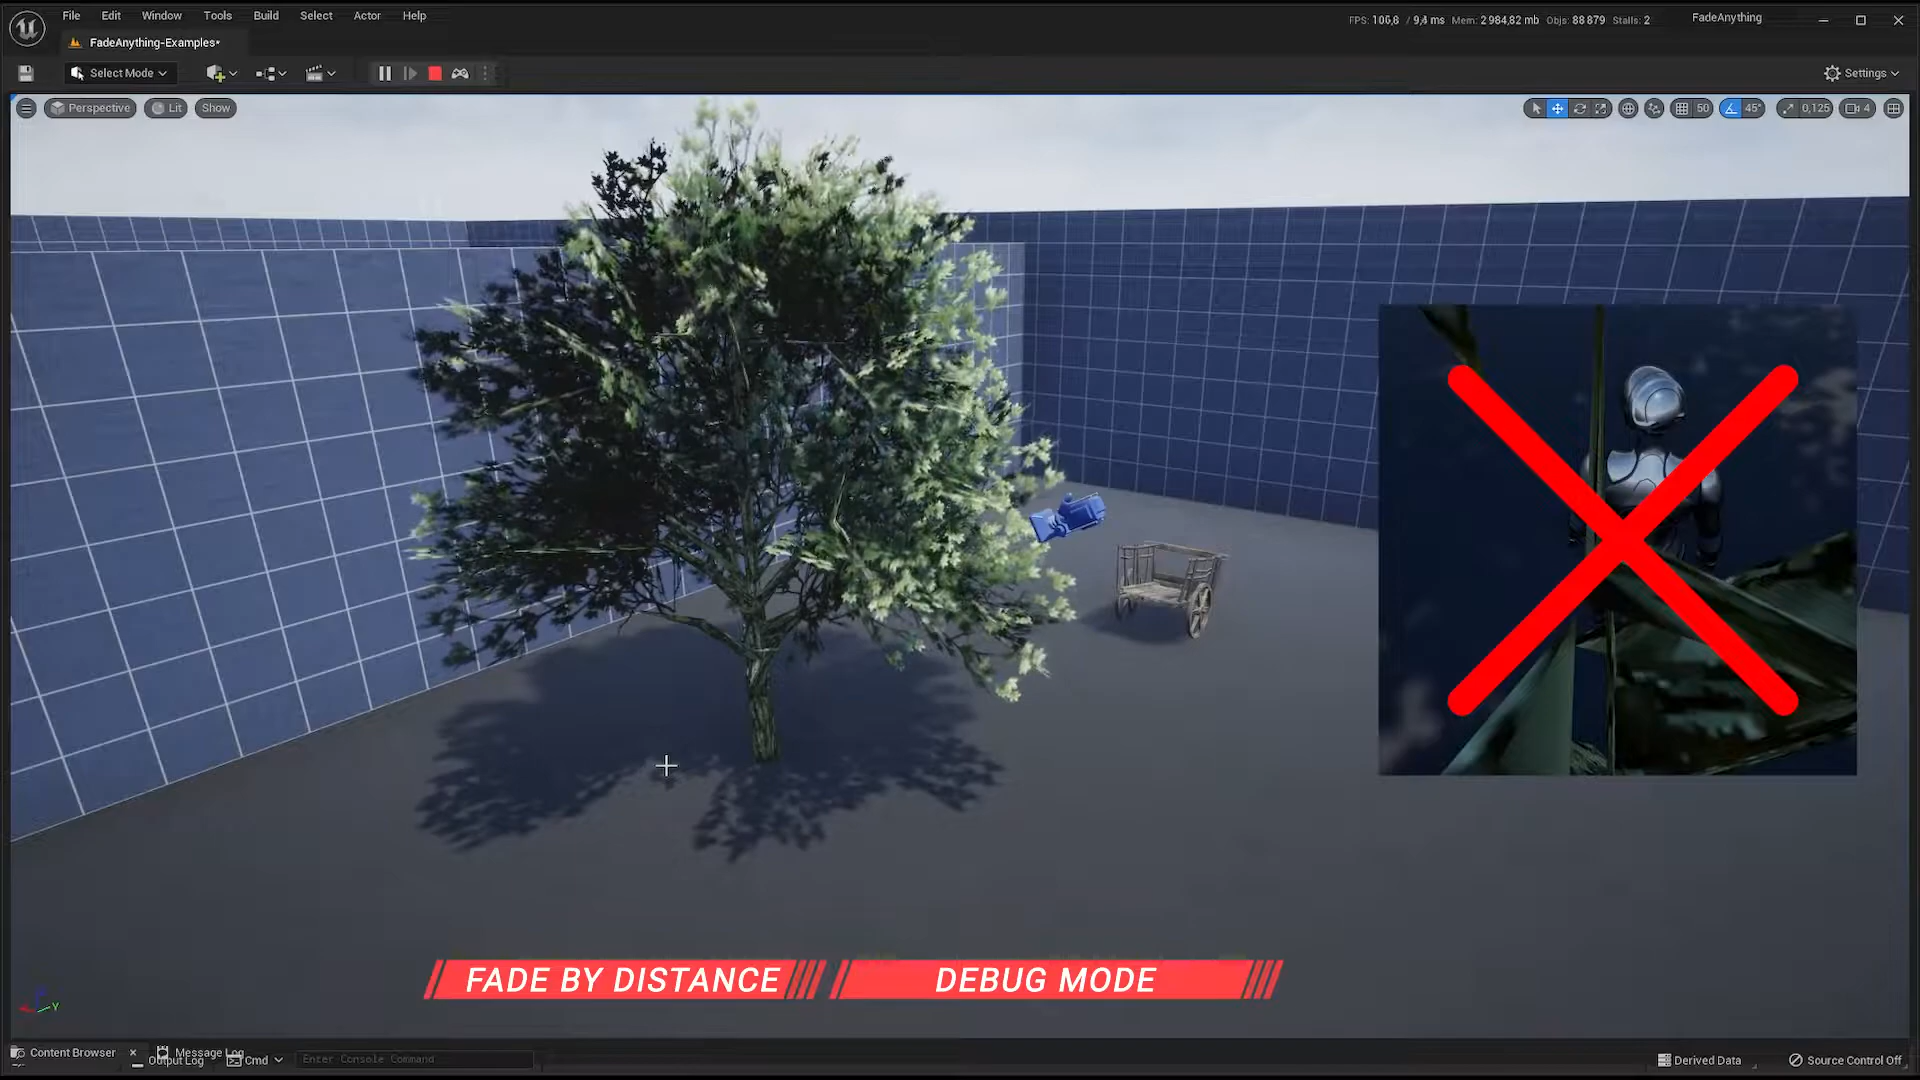 File Edit Window Tools Build Select Actor Help
FPS: 106,8 / 9,4 ms Mem: 2 984,82 mb Objs: 88 879 Stalls: 2
FadeAnything
FadeAnything-Examples*
Select Mode
Settings
Perspective Lit Show
50 45° 0,125 4
FADE BY DISTANCE DEBUG MODE
Y
Content Browser
Message Log
Output Log
Cmd
Enter Console Command
Derived Data
Source Control Off